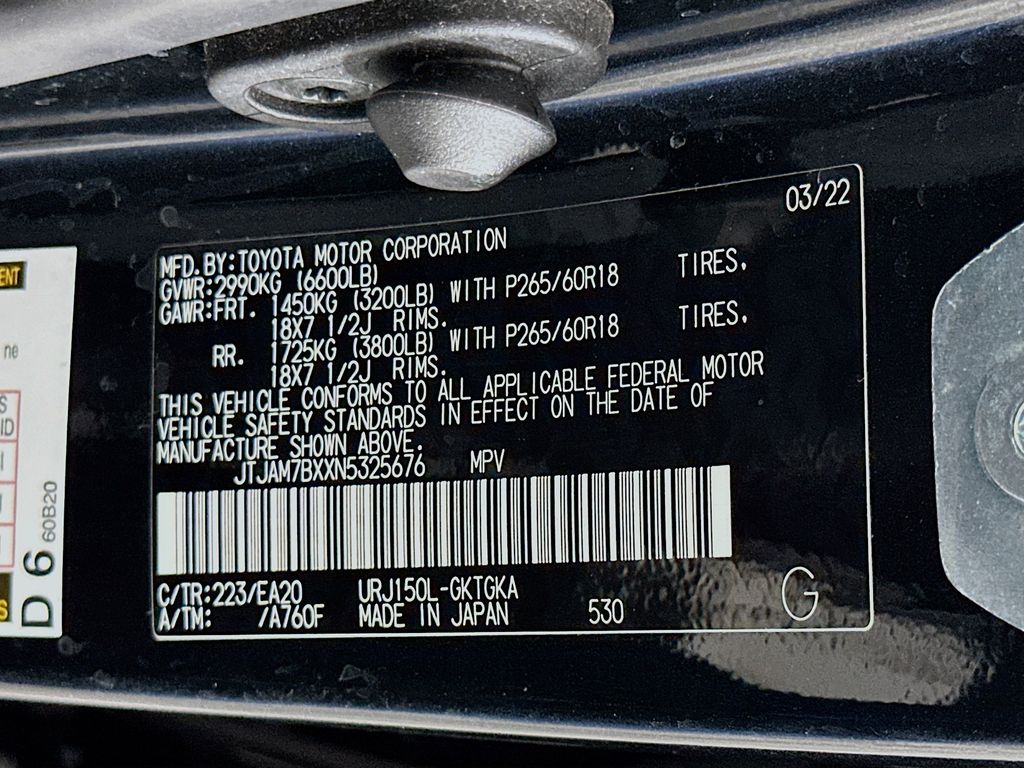 03/22
MFD.BY:TOYOTA MOTOR CORPORATION
GVWR:2990KG (6600LB)
GAWR:FRT. 1450KG (3200LB) WITH P265/60R18 TIRES.
18X7 1/2J RIMS.
RR. 1725KG (3800LB) WITH P265/60R18 TIRES.
18X7 1/2J RIMS.
THIS VEHICLE CONFORMS TO ALL APPLICABLE FEDERAL MOTOR
VEHICLE SAFETY STANDARDS IN EFFECT ON THE DATE OF
MANUFACTURE SHOWN ABOVE.
JTJAM7BXXN5325676 MPV
C/TR:223/EA20 URJ150L-GKTGKA
A/TM: /A760F MADE IN JAPAN 530 G
ENT
ne
S
ID
D 6 60B20